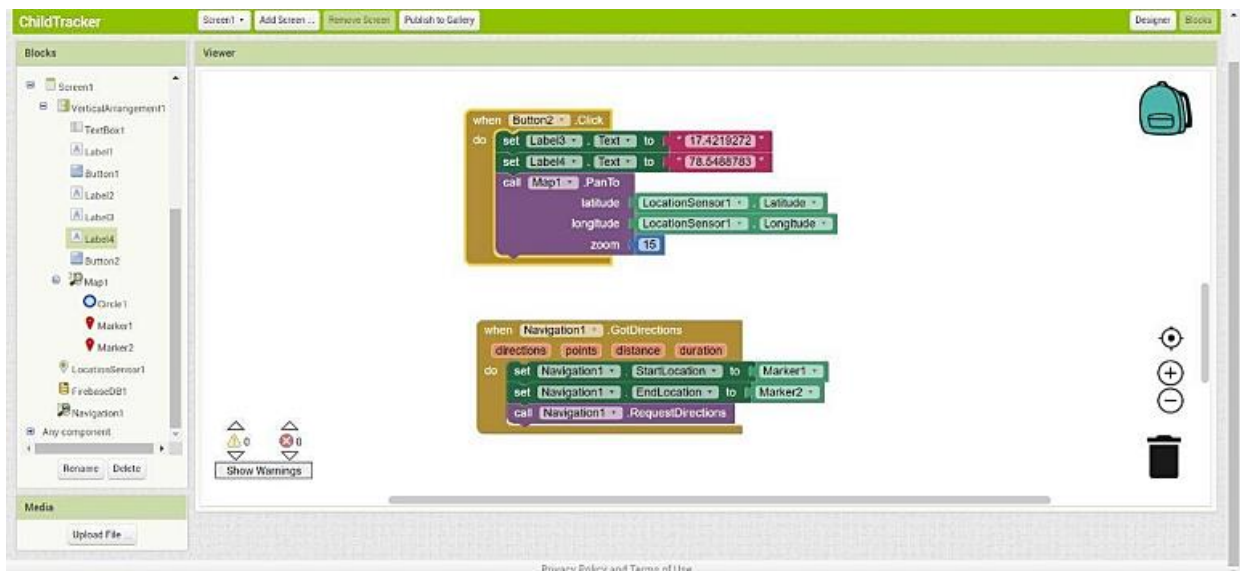 ChildTracker Screen1 Add Screen ... Remove Screen Publish to Gallery Designer Blocks
Blocks
Viewer
Screen1
VerticalArrangement1
TextBox1
Label1
Button1
Label2
Label3
Label4
Button2
Map1
Circle1
Marker1
Marker2
LocationSensor1
FirebaseDB1
Navigation1
Any component
Rename Delete
Media
Upload File ...
when Button2 .Click
do set Label3 . Text to " 17.4219272 "
set Label4 . Text to " 78.5488783 "
call Map1 .PanTo
latitude LocationSensor1 . Latitude
longitude LocationSensor1 . Longitude
zoom 15
when Navigation1 .GotDirections
directions points distance duration
do set Navigation1 . StartLocation to Marker1
set Navigation1 . EndLocation to Marker2
call Navigation1 .RequestDirections
0 0
Show Warnings
Privacy Policy and Terms of Use